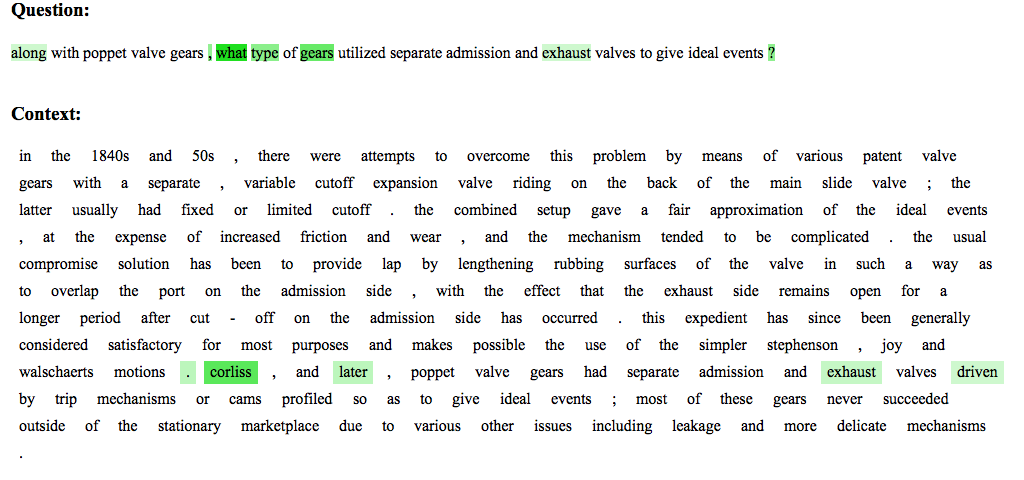 Question:
along with poppet valve gears , what type of gears utilized separate admission and exhaust valves to give ideal events ?
Context:
in the 1840s and 50s , there were attempts to overcome this problem by means of various patent valve
gears with a separate , variable cutoff expansion valve riding on the back of the main slide valve ; the
latter usually had fixed or limited cutoff . the combined setup gave a fair approximation of the ideal events
, at the expense of increased friction and wear , and the mechanism tended to be complicated . the usual
compromise solution has been to provide lap by lengthening rubbing surfaces of the valve in such a way as
to overlap the port on the admission side , with the effect that the exhaust side remains open for a
longer period after cut - off on the admission side has occurred . this expedient has since been generally
considered satisfactory for most purposes and makes possible the use of the simpler stephenson , joy and
walschaerts motions . corliss , and later , poppet valve gears had separate admission and exhaust valves driven
by trip mechanisms or cams profiled so as to give ideal events ; most of these gears never succeeded
outside of the stationary marketplace due to various other issues including leakage and more delicate mechanisms
.